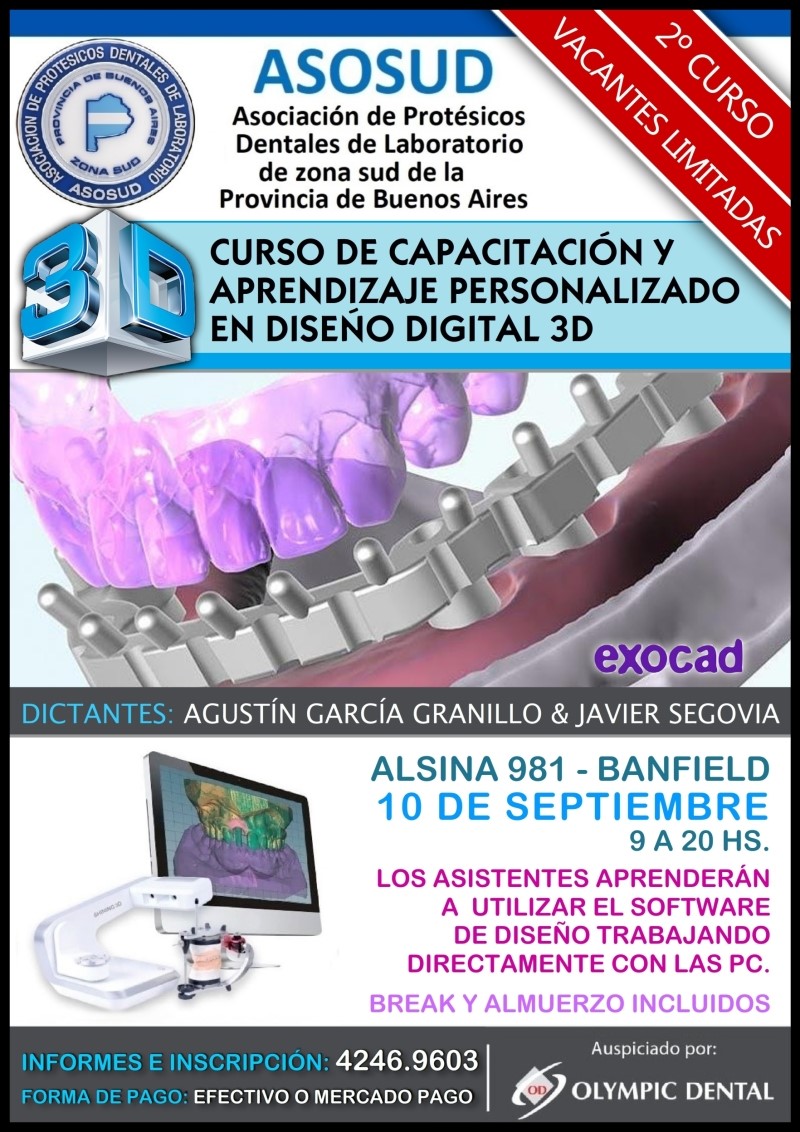 2º CURSO
VACANTES LIMITADAS
ASOCIACION DE PROTESICOS DENTALES DE LABORATORIO
PROVINCIA DE BUENOS AIRES
P
ZONA SUD
ASOSUD
ASOSUD
Asociación de Protésicos
Dentales de Laboratorio
de zona sud de la
Provincia de Buenos Aires
3D
CURSO DE CAPACITACIÓN Y
APRENDIZAJE PERSONALIZADO
EN DISEÑO DIGITAL 3D
exocad
DICTANTES: AGUSTÍN GARCÍA GRANILLO & JAVIER SEGOVIA
ALSINA 981 - BANFIELD
10 DE SEPTIEMBRE
9 A 20 HS.
LOS ASISTENTES APRENDERÁN
A UTILIZAR EL SOFTWARE
DE DISEÑO TRABAJANDO
DIRECTAMENTE CON LAS PC.
BREAK Y ALMUERZO INCLUIDOS
SHINING 3D
INFORMES E INSCRIPCIÓN: 4246.9603
FORMA DE PAGO: EFECTIVO O MERCADO PAGO
Auspiciado por:
OD OLYMPIC DENTAL